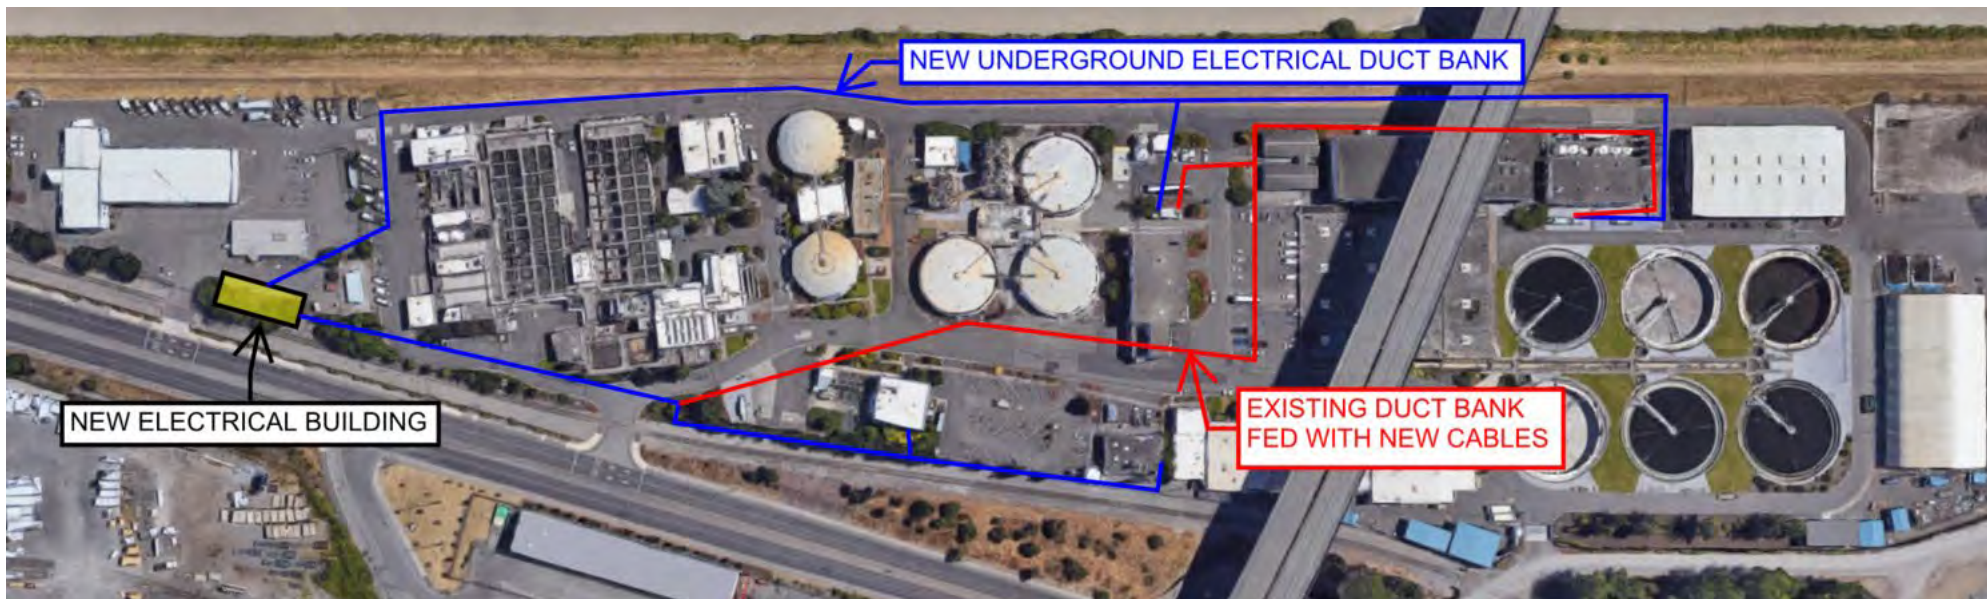 NEW UNDERGROUND ELECTRICAL DUCT BANK
NEW ELECTRICAL BUILDING
EXISTING DUCT BANK
FED WITH NEW CABLES